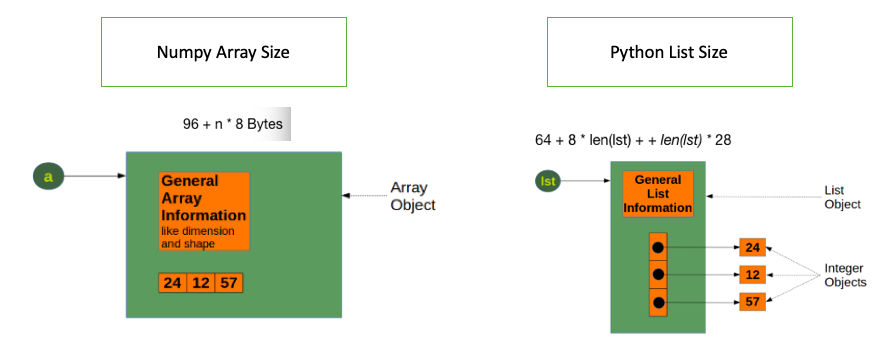 Numpy Array Size
Python List Size
96 + n * 8 Bytes
64 + 8 * len(lst) + + len(lst) * 28
a
General
Array
Information
like dimension
and shape
24 12 57
Array
Object
lst
General
List
Information
List
Object
24
12
57
Integer
Objects